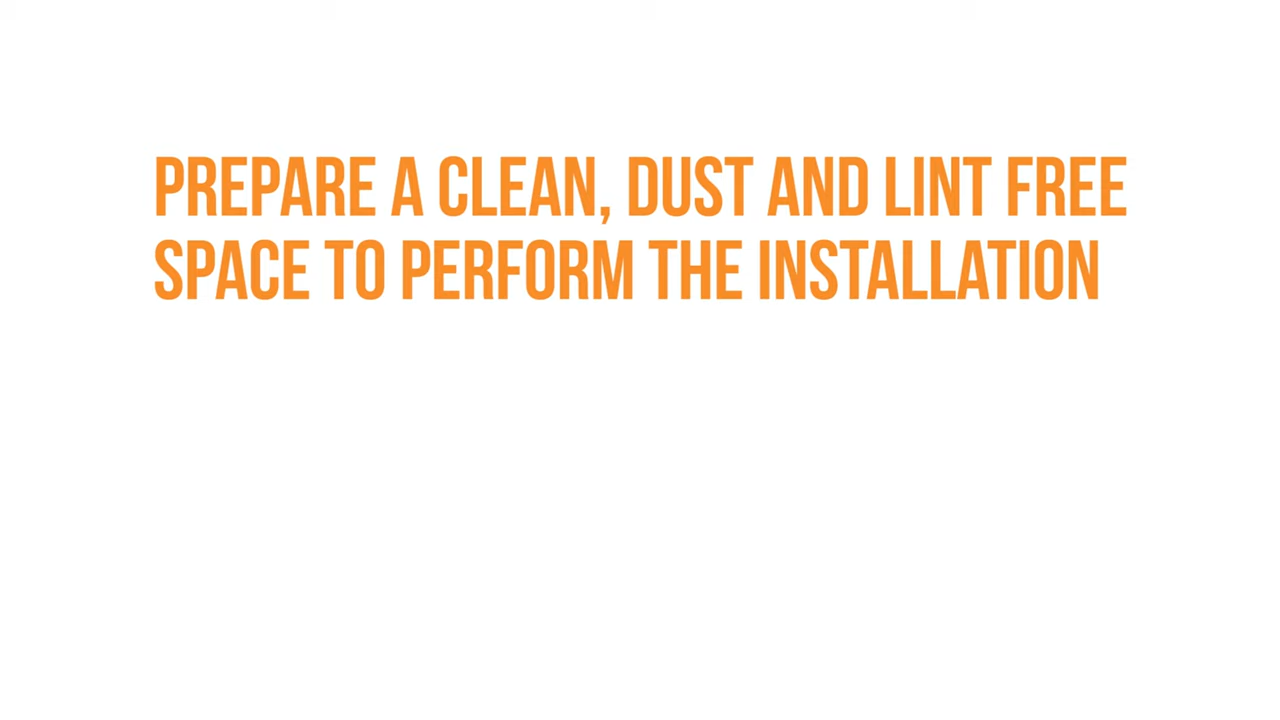 PREPARE A CLEAN, DUST AND LINT FREE
SPACE TO PERFORM THE INSTALLATION